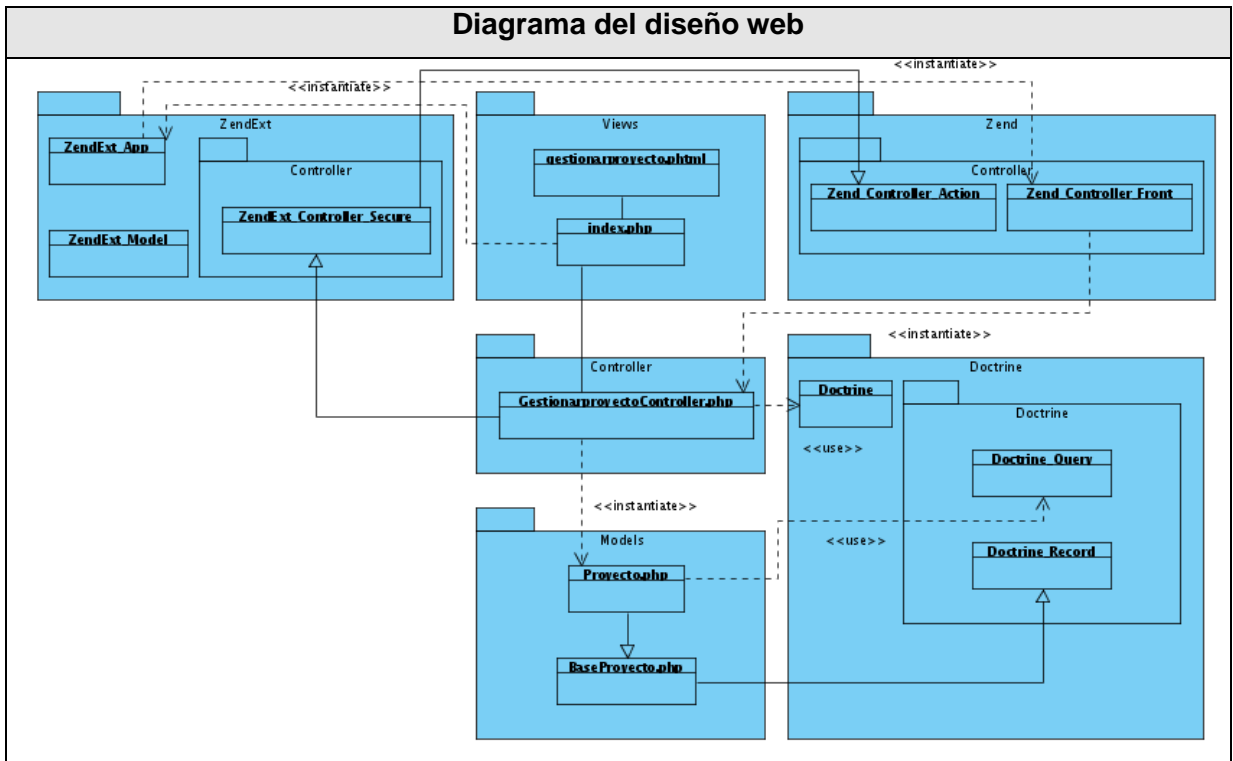 Diagrama del diseño web
<<instantiate>>
<<instantiate>>
ZendExt
ZendExt_App
Controller
ZendExt_Controller_Secure
ZendExt_Model
Views
gestionarproyecto.phtml
index.php
Zend
Controller
Zend_Controller_Action
Zend_Controller_Front
<<instantiate>>
Controller
GestionarproyectoController.php
<<instantiate>>
Doctrine
Doctrine
<<use>>
Doctrine
Doctrine_Query
<<use>>
Doctrine_Record
Models
Proyecto.php
BaseProyecto.php